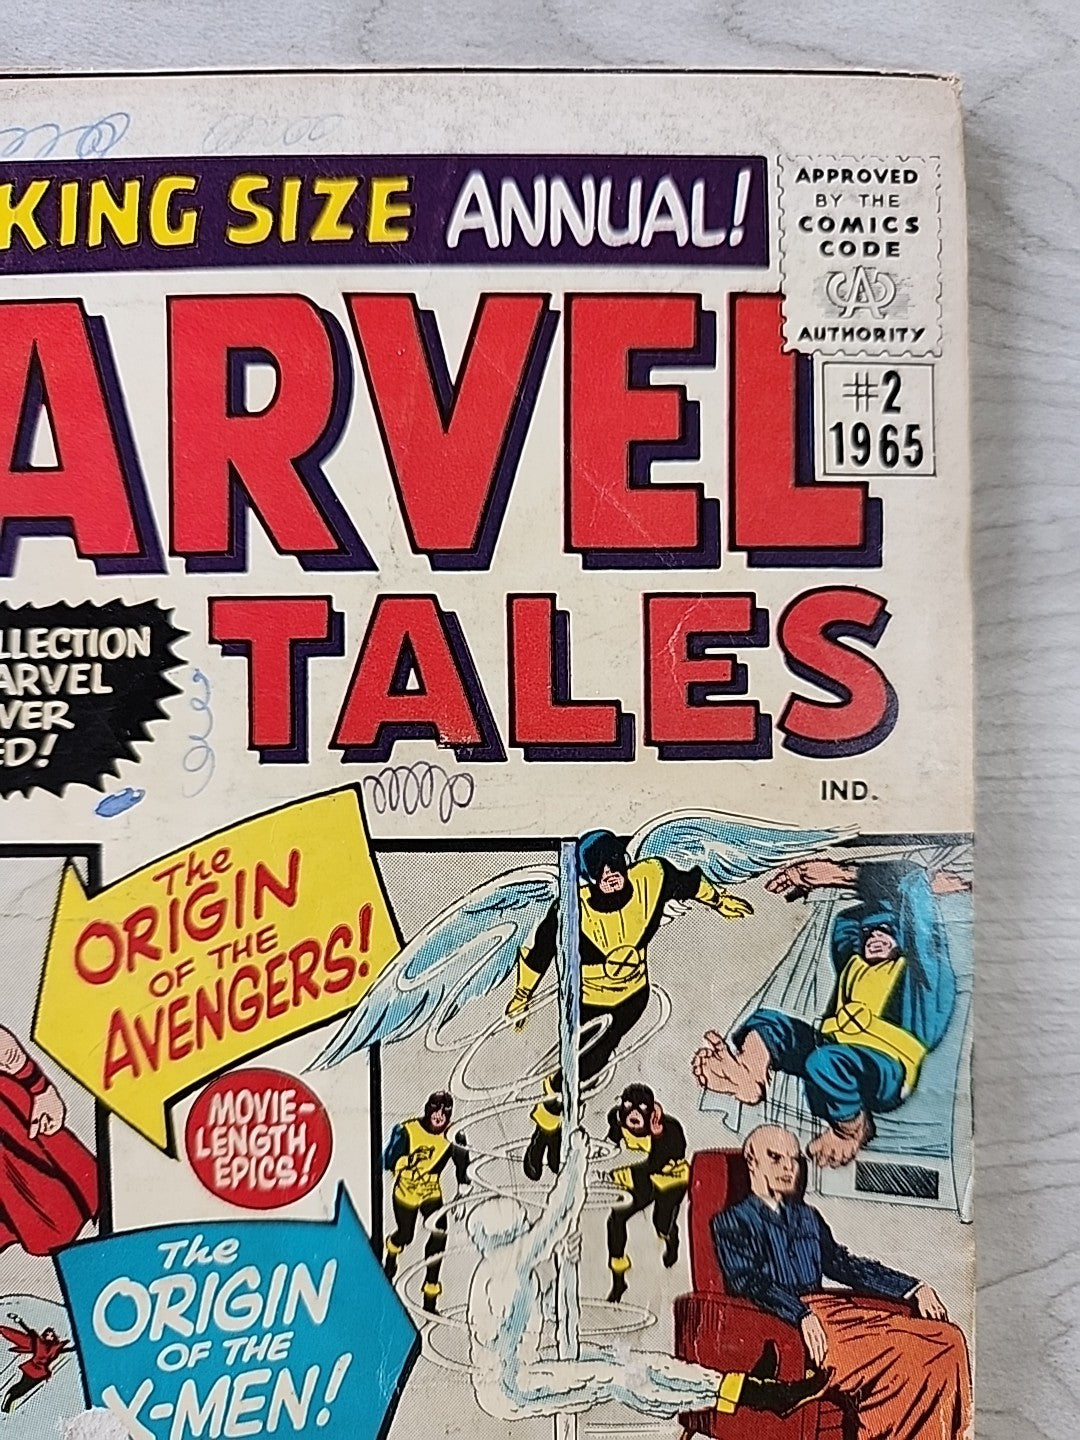 KING SIZE ANNUAL!
APPROVED
BY THE
COMICS
CODE
CA
AUTHORITY
ARVEL
#2
1965
TALES
LLECTION
ARVEL
VER
ED!
IND.
The
ORIGIN
OF THE
AVENGERS!
MOVIE-
LENGTH
EPICS!
The
ORIGIN
OF THE
X-MEN!